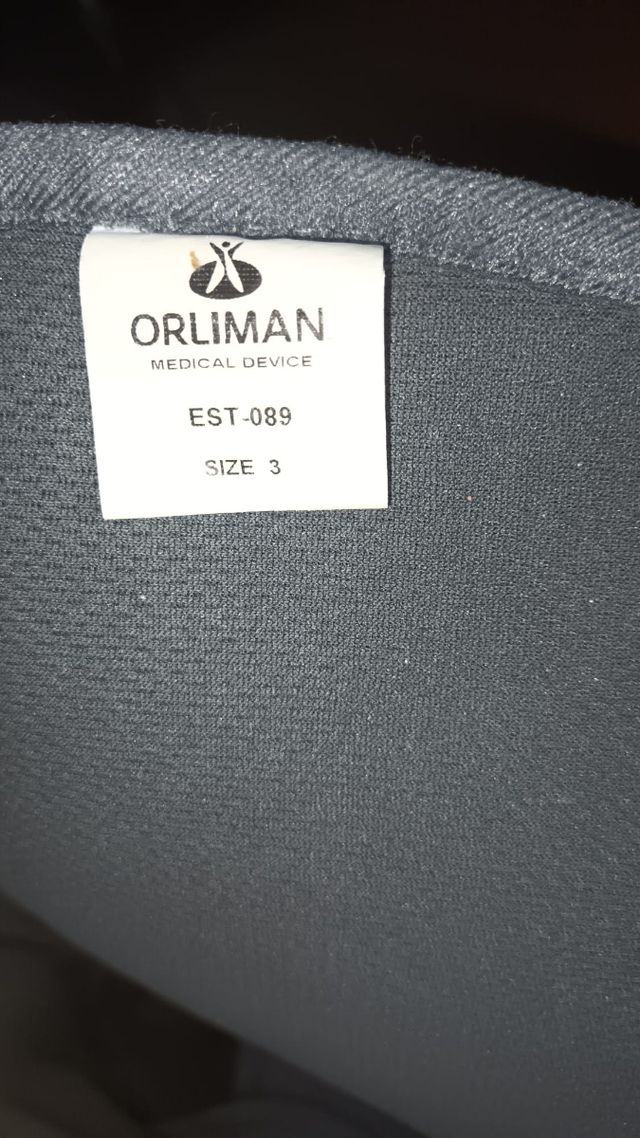 ORLIMAN
MEDICAL DEVICE
EST-089
SIZE 3